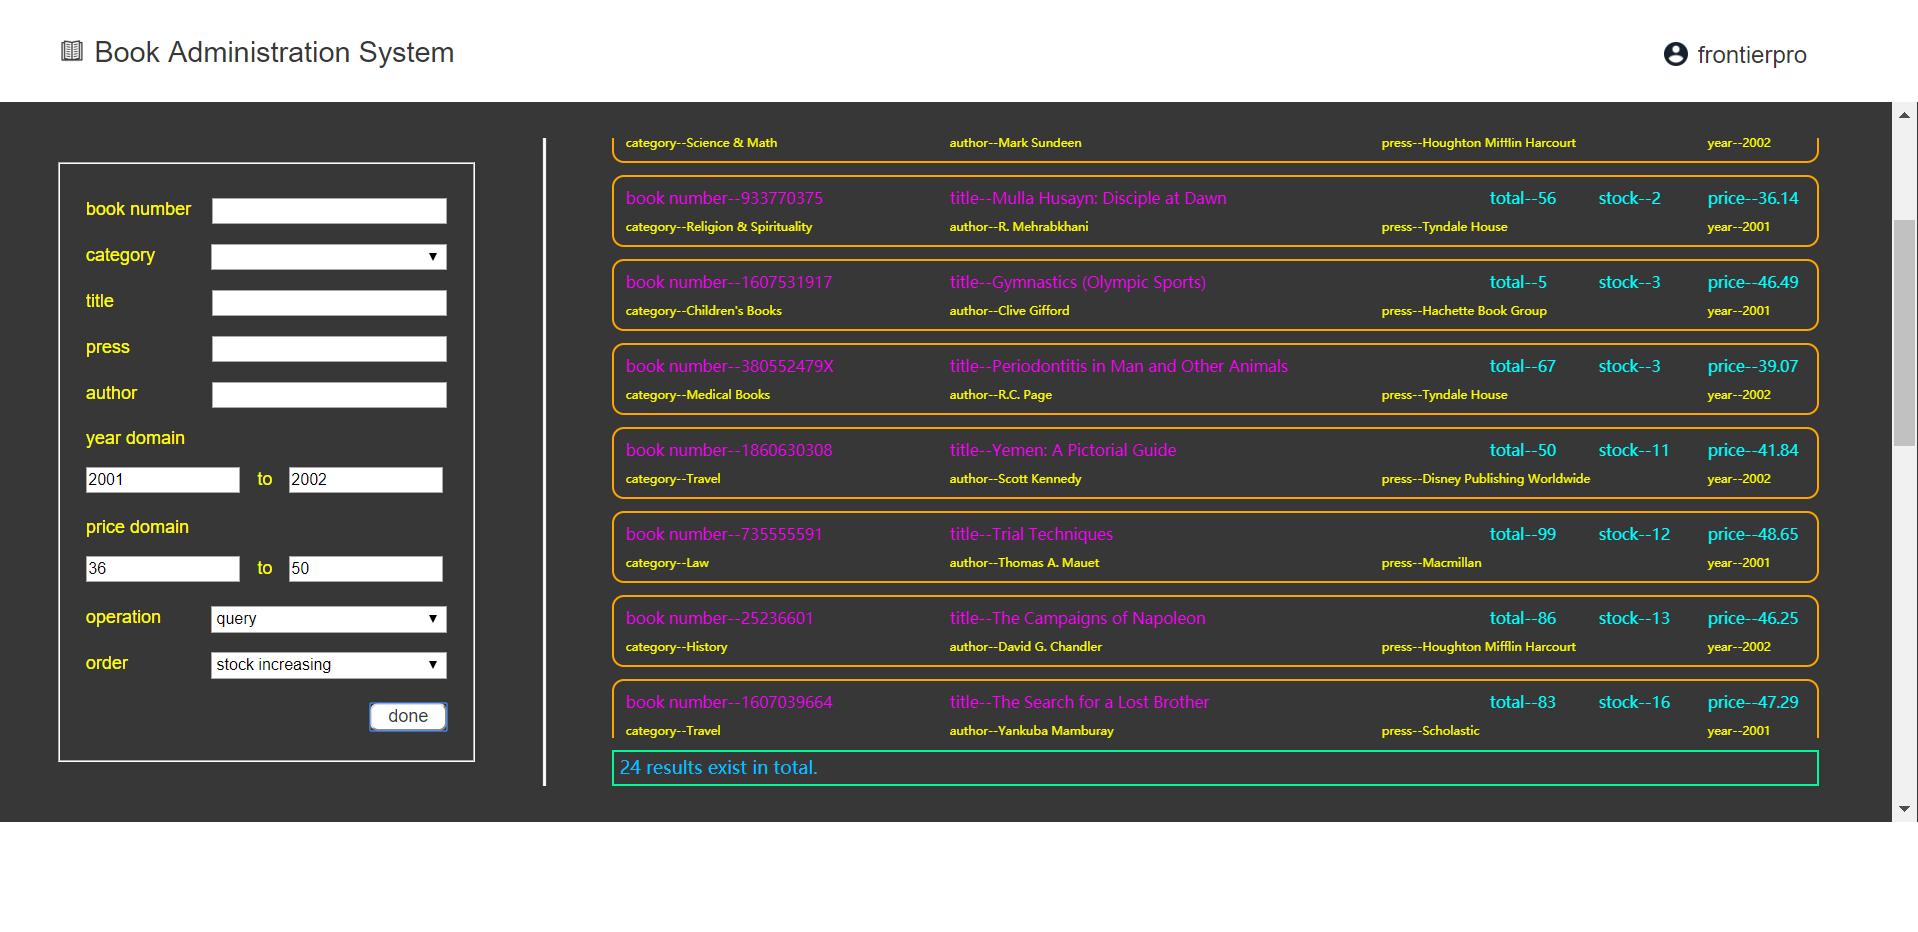 Book Administration System
frontierpro
book number
category
title
press
author
year domain
2001 to 2002
price domain
36 to 50
operation query
order stock increasing
done
category--Science & Math author--Mark Sundeen press--Houghton Mifflin Harcourt year--2002
book number--933770375 title--Mulla Husayn: Disciple at Dawn total--56 stock--2 price--36.14
category--Religion & Spirituality author--R. Mehrabkhani press--Tyndale House year--2001
book number--1607531917 title--Gymnastics (Olympic Sports) total--5 stock--3 price--46.49
category--Children's Books author--Clive Gifford press--Hachette Book Group year--2001
book number--380552479X title--Periodontitis in Man and Other Animals total--67 stock--3 price--39.07
category--Medical Books author--R.C. Page press--Tyndale House year--2002
book number--1860630308 title--Yemen: A Pictorial Guide total--50 stock--11 price--41.84
category--Travel author--Scott Kennedy press--Disney Publishing Worldwide year--2002
book number--735555591 title--Trial Techniques total--99 stock--12 price--48.65
category--Law author--Thomas A. Mauet press--Macmillan year--2001
book number--25236601 title--The Campaigns of Napoleon total--86 stock--13 price--46.25
category--History author--David G. Chandler press--Houghton Mifflin Harcourt year--2002
book number--1607039664 title--The Search for a Lost Brother total--83 stock--16 price--47.29
category--Travel author--Yankuba Mamburay press--Scholastic year--2001
24 results exist in total.